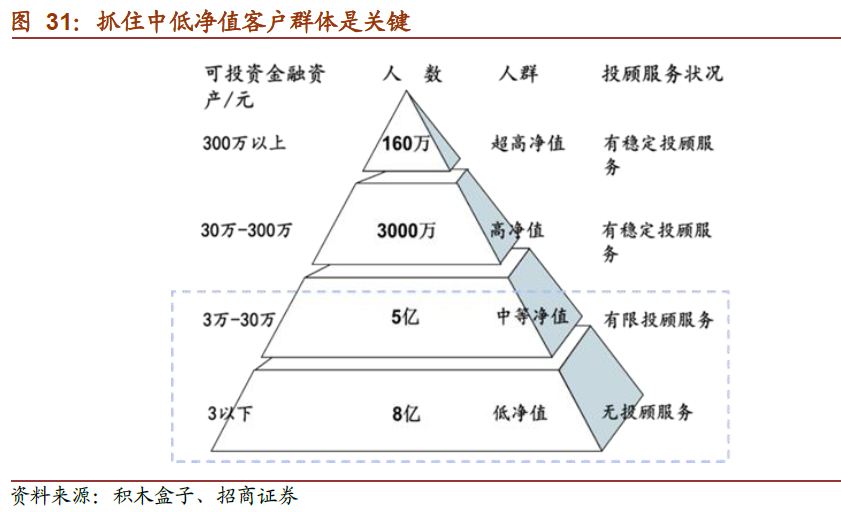 图 31：抓住中低净值客户群体是关键
可投资金融资产/元 人 数 人群 投顾服务状况
300万以上 160万 超高净值 有稳定投顾服务
30万-300万 3000万 高净值 有稳定投顾服务
3万-30万 5亿 中等净值 有限投顾服务
3以下 8亿 低净值 无投顾服务
资料来源：积木盒子、招商证券